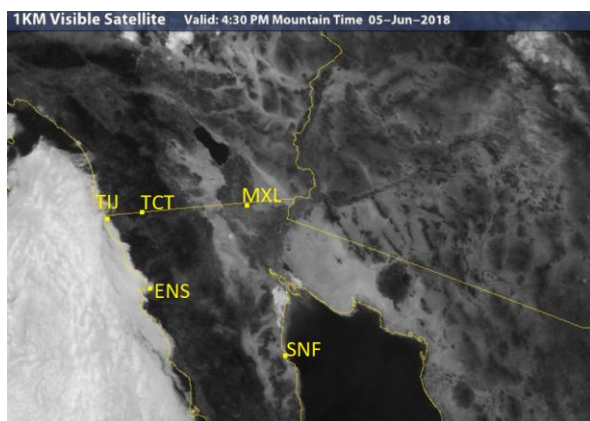 1KM Visible Satellite Valid: 4:30 PM Mountain Time 05-Jun-2018
TIJ TCT MXL
ENS
SNF